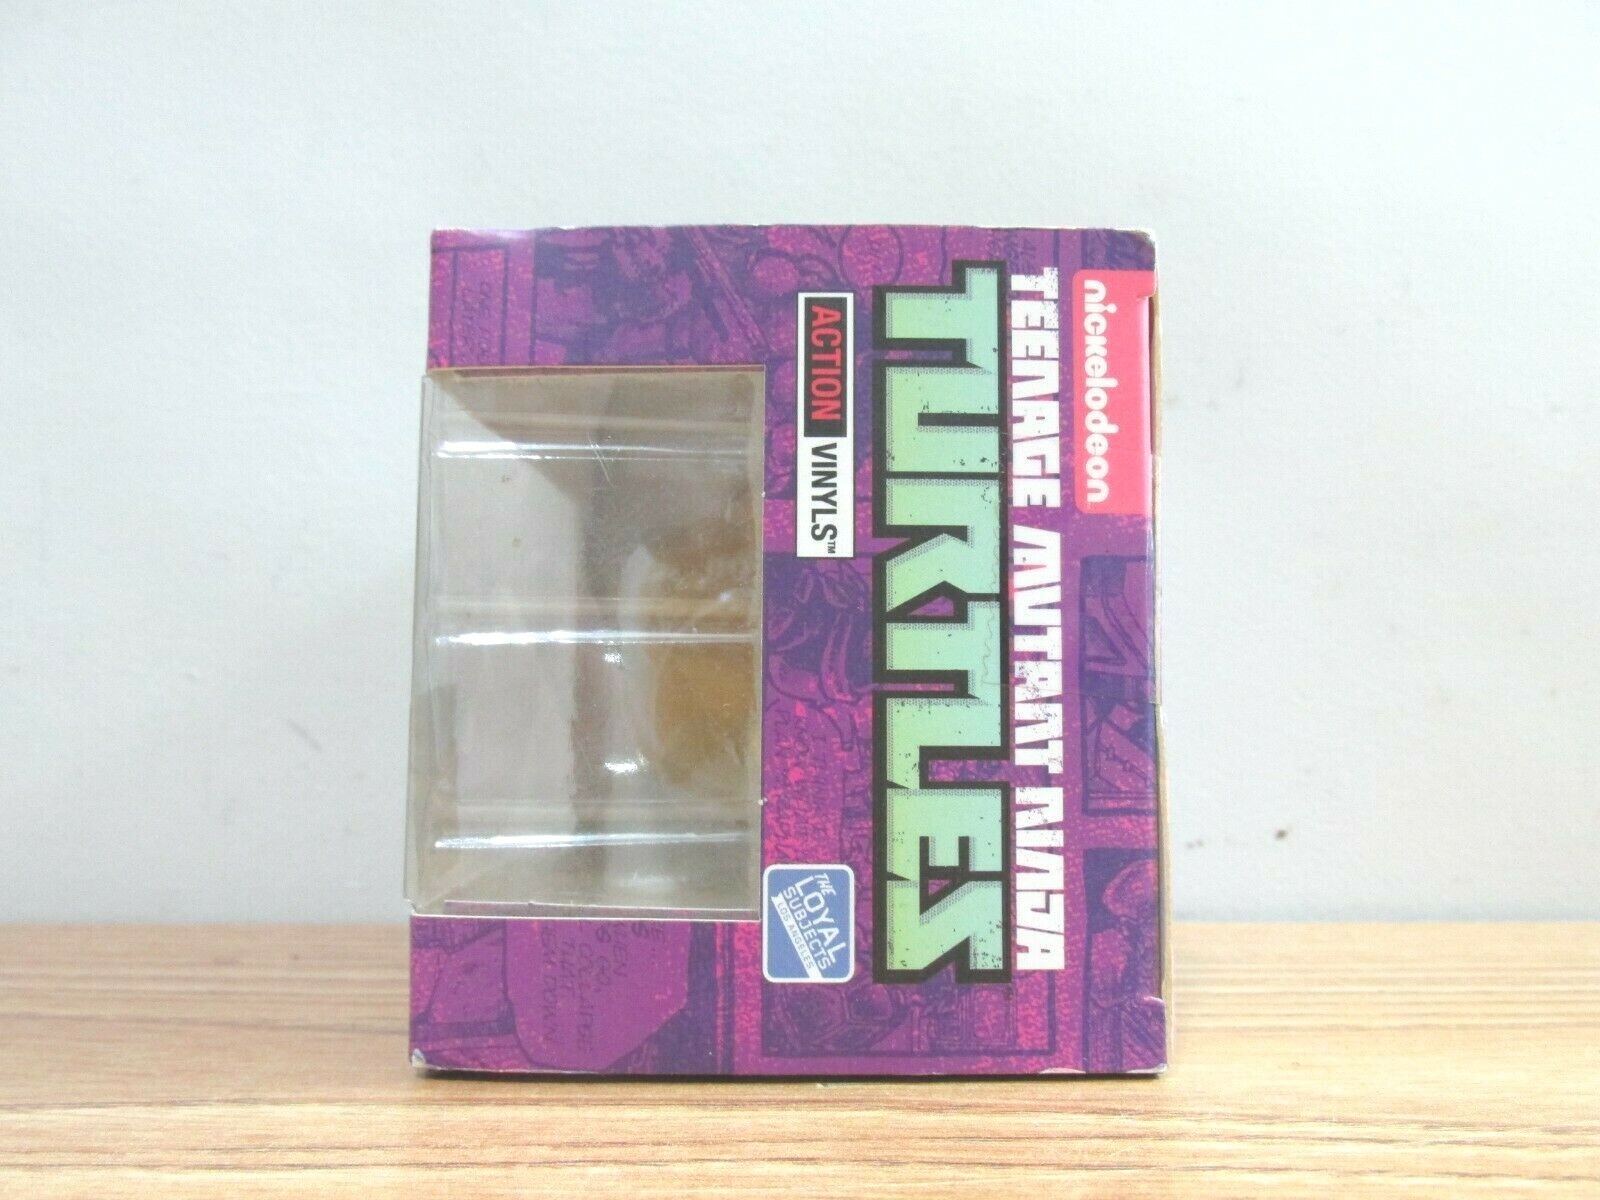 nickelodeon
TEENAGE MUTANT NINJA
TURTLES
ACTION VINYLS™
THE
LOYAL
SUBJECTS
LOS ANGELES